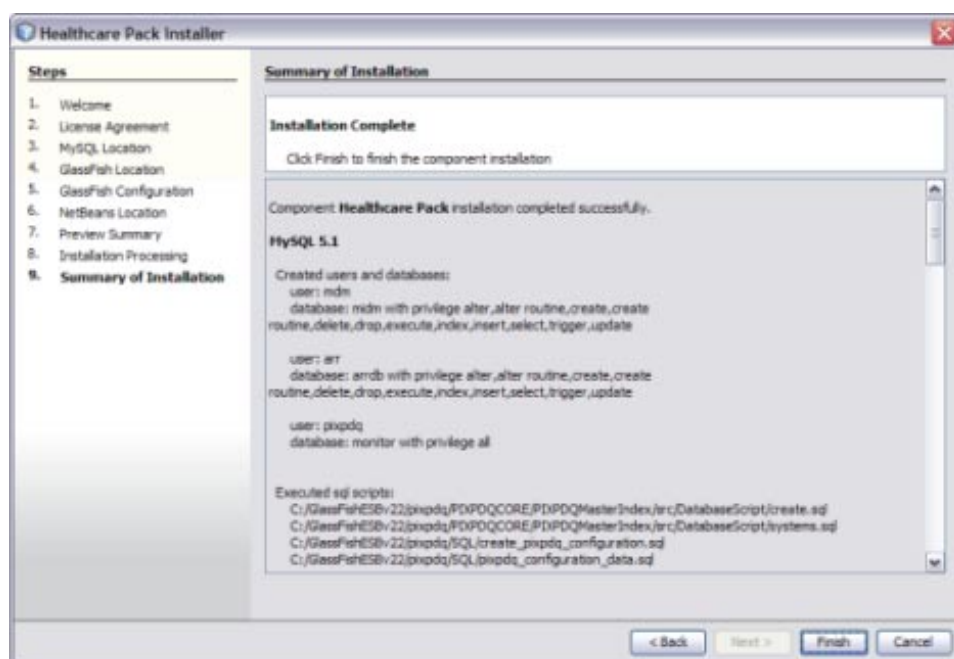 Healthcare Pack Installer
Steps
1. Welcome
2. License Agreement
3. MySQL Location
4. GlassFish Location
5. GlassFish Configuration
6. NetBeans Location
7. Preview Summary
8. Installation Processing
9. Summary of Installation
Summary of Installation
Installation Complete
Click Finish to finish the component installation
Component Healthcare Pack installation completed successfully.
MySQL 5.1
Created users and databases:
user: mdm
database: midm with privilege alter,alter routine,create,create
routine,delete,drop,execute,index,insert,select,trigger,update
user: arr
database: arrdb with privilege alter,alter routine,create,create
routine,delete,drop,execute,index,insert,select,trigger,update
user: pixpdq
database: monitor with privilege all
Executed sql scripts:
C:/GlassFishESBv22/pixpdq/PIXPDQCORE/PIXPDQMasterIndex/src/DatabaseScript/create.sql
C:/GlassFishESBv22/pixpdq/PIXPDQCORE/PIXPDQMasterIndex/src/DatabaseScript/systems.sql
C:/GlassFishESBv22/pixpdq/SQL/create_pixpdq_configuration.sql
C:/GlassFishESBv22/pixpdq/SQL/pixpdq_configuration_data.sql
< Back
Next >
Finish
Cancel